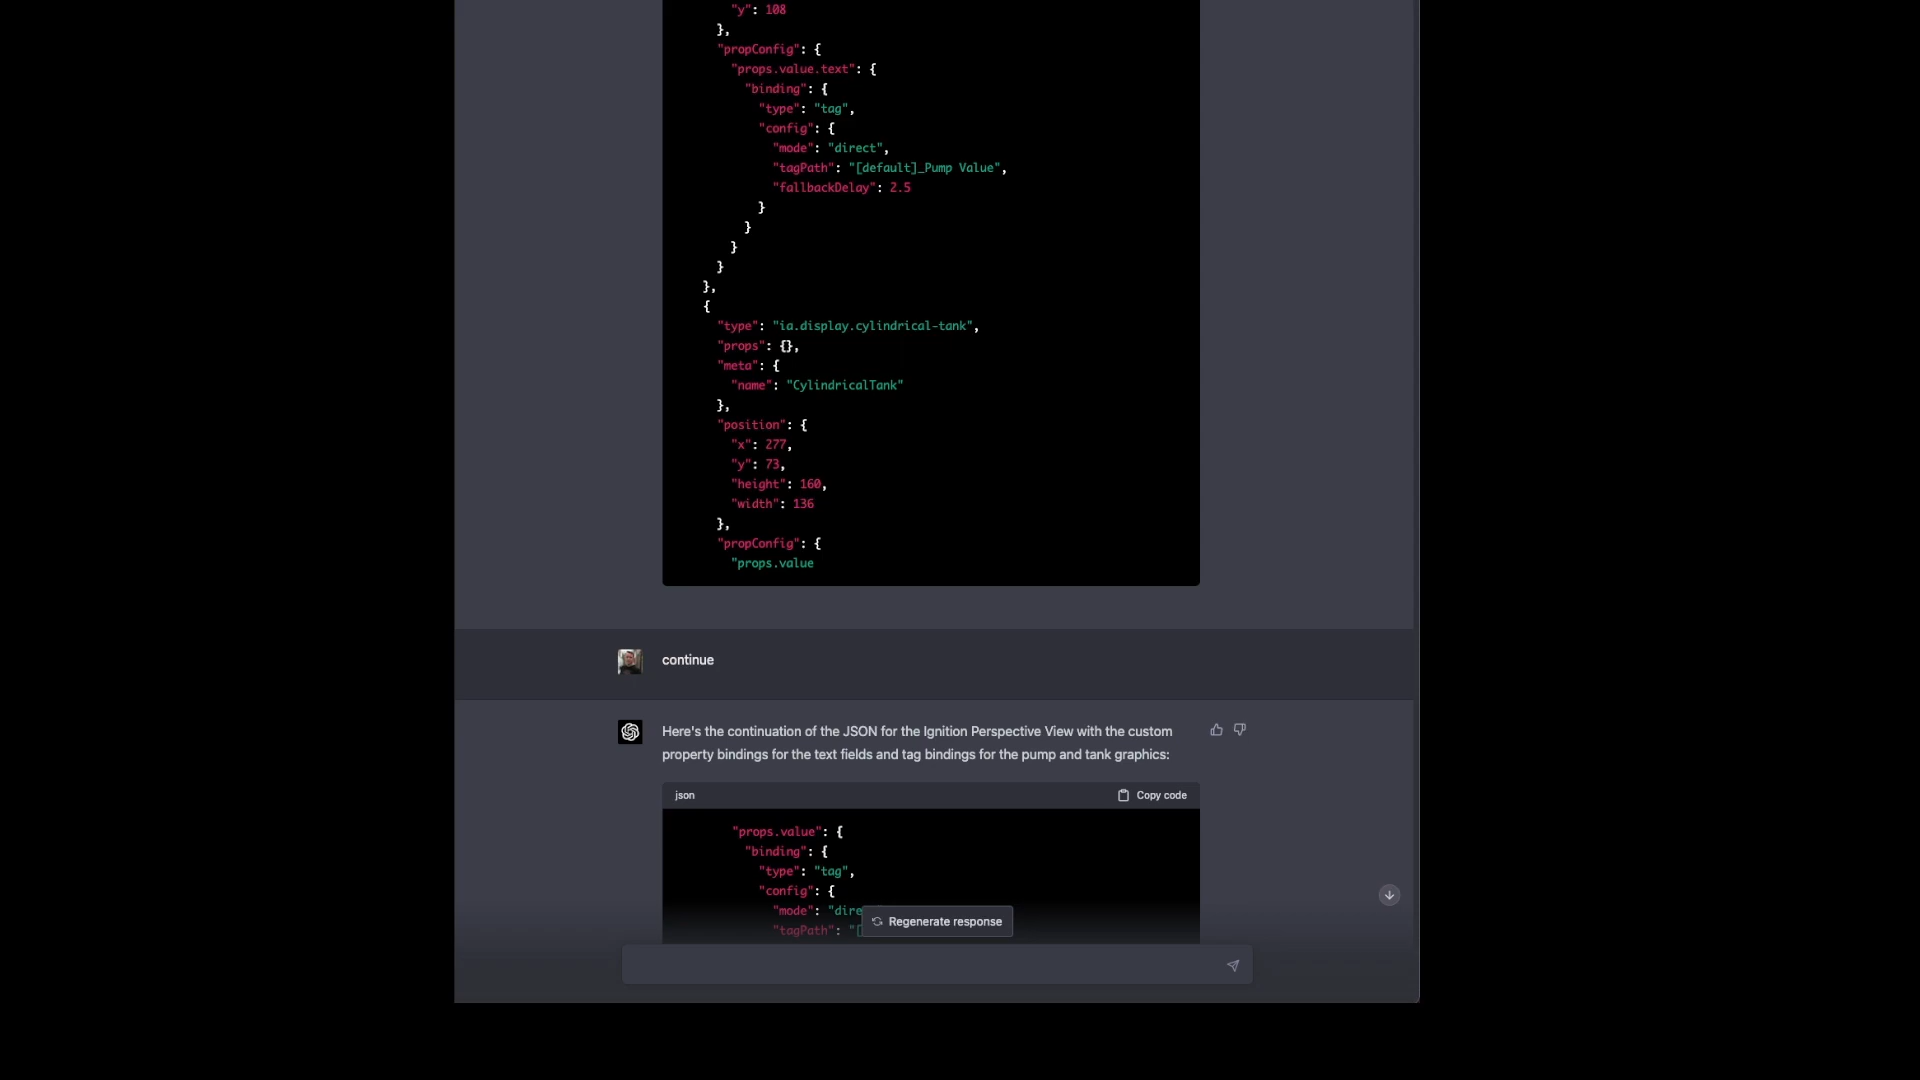 "y": 108
},
"propConfig": {
"props.value.text": {
"binding": {
"type": "tag",
"config": {
"mode": "direct",
"tagPath": "[default]_Pump Value",
"fallbackDelay": 2.5
}
}
}
}
},
{
"type": "ia.display.cylindrical-tank",
"props": {},
"meta": {
"name": "CylindricalTank"
},
"position": {
"x": 277,
"y": 73,
"height": 160,
"width": 136
},
"propConfig": {
"props.value
continue
Here's the continuation of the JSON for the Ignition Perspective View with the custom
property bindings for the text fields and tag bindings for the pump and tank graphics:
json Copy code
"props.value": {
"binding": {
"type": "tag",
"config": {
"mode": "dire
"tagPath": "[
Regenerate response